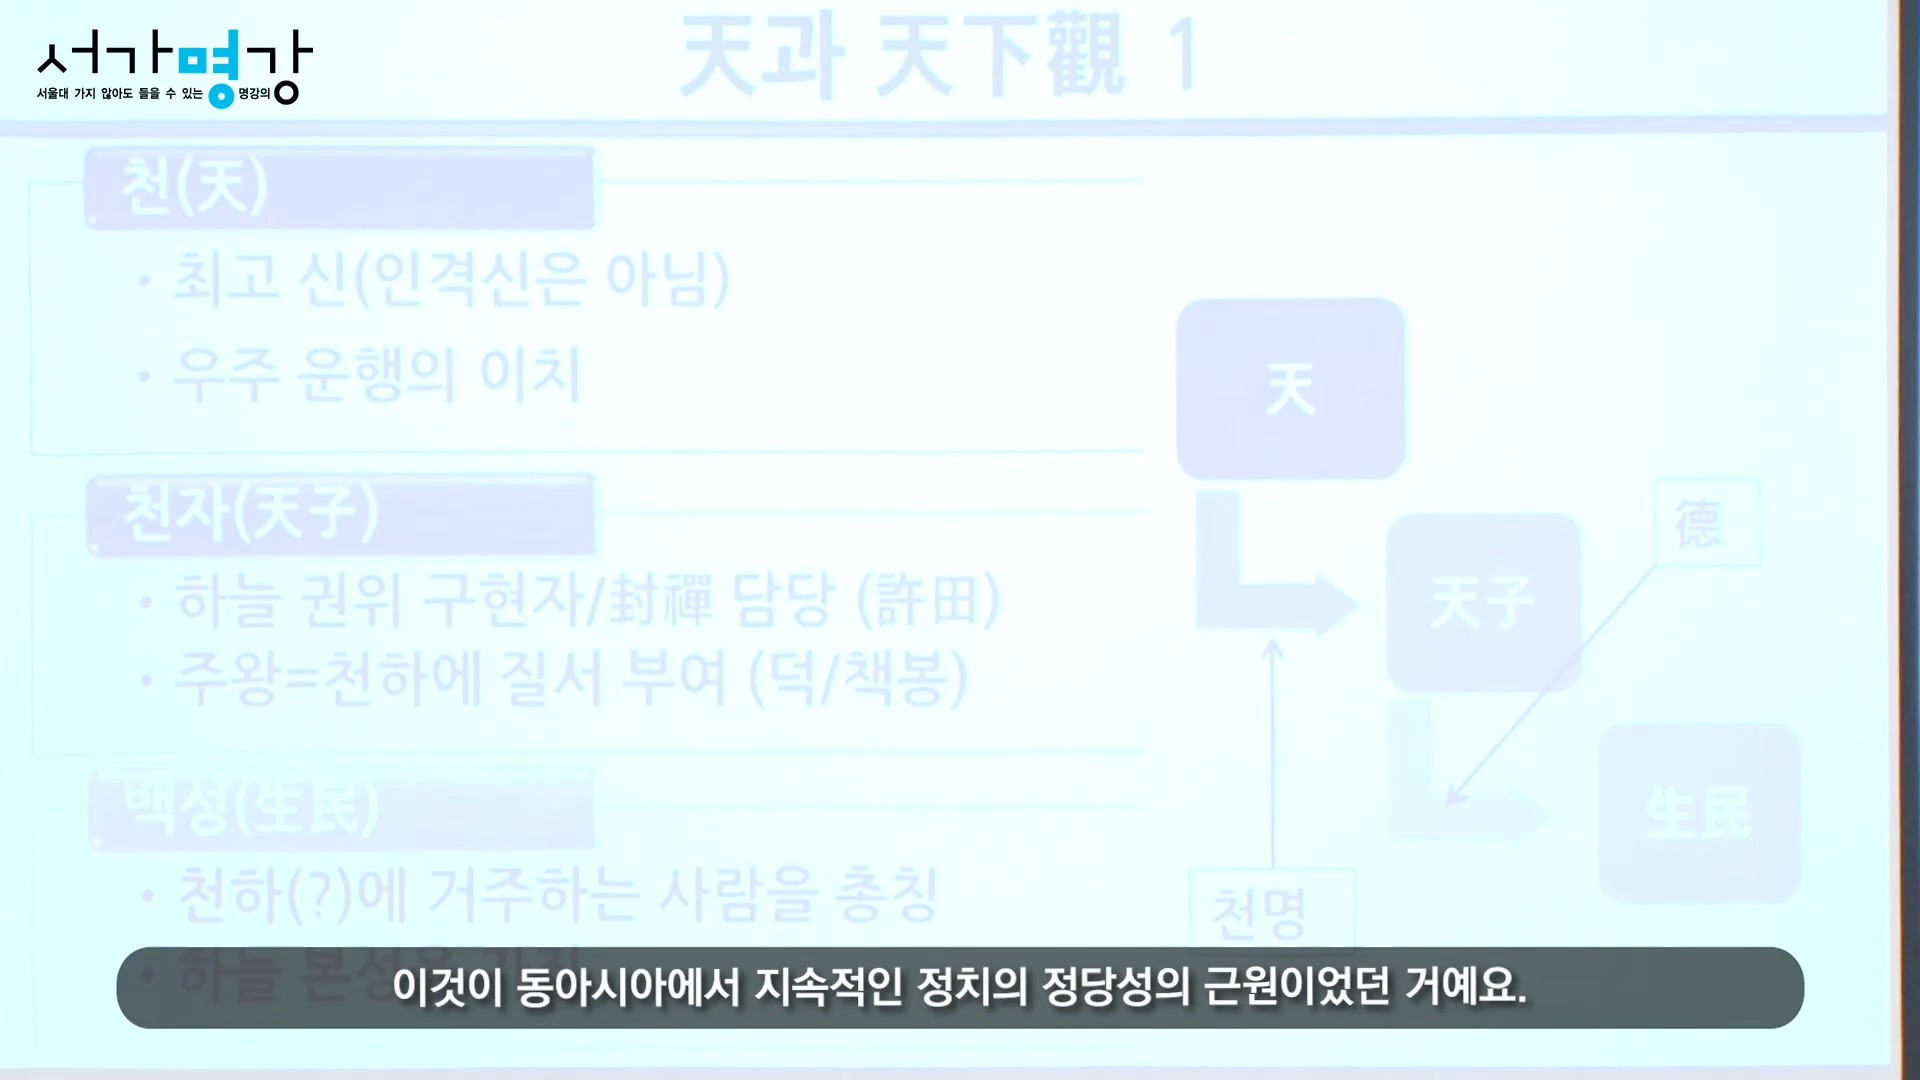 서가명강
서울대 가지 않아도 들을 수 있는 명강의
天과 天下觀 1
천(天)
• 최고 신(인격신은 아님)
• 우주 운행의 이치
천자(天子)
• 하늘 권위 구현자/封禪 담당 (許田)
• 주왕=천하에 질서 부여 (덕/책봉)
백성(生民)
• 천하(?)에 거주하는 사람을 총칭
• 하늘 본성을
天
天子
德
生民
천명
이것이 동아시아에서 지속적인 정치의 정당성의 근원이었던 거예요.